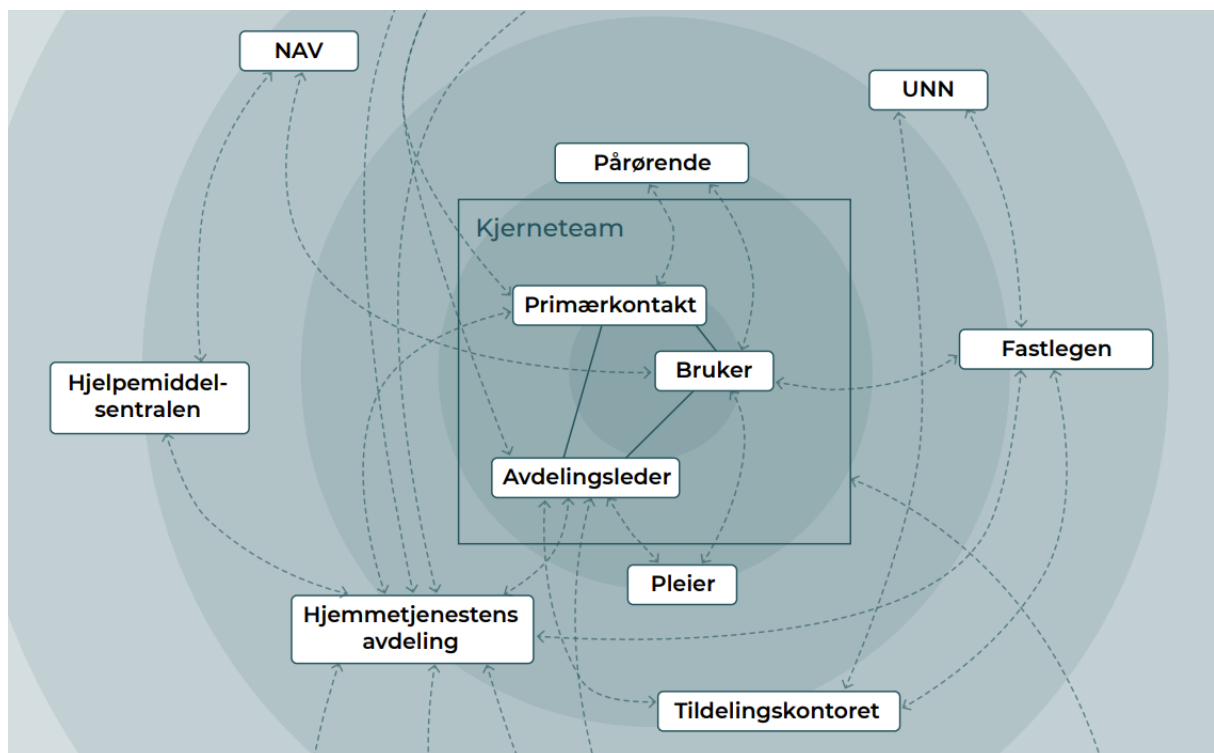 NAV
UNN
Pårørende
Kjerneteam
Primærkontakt
Bruker
Fastlegen
Hjelpemiddel-
sentralen
Avdelingsleder
Pleier
Hjemmetjenestens
avdeling
Tildelingskontoret